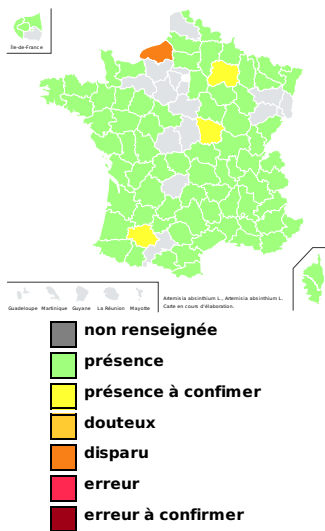 Île-de-France
Guadeloupe Martinique Guyane La Réunion Mayotte
Artemisia absinthium L., Artemisia absinthium L.
Carte en cours d'élaboration.
non renseignée
présence
présence à confimer
douteux
disparu
erreur
erreur à confirmer